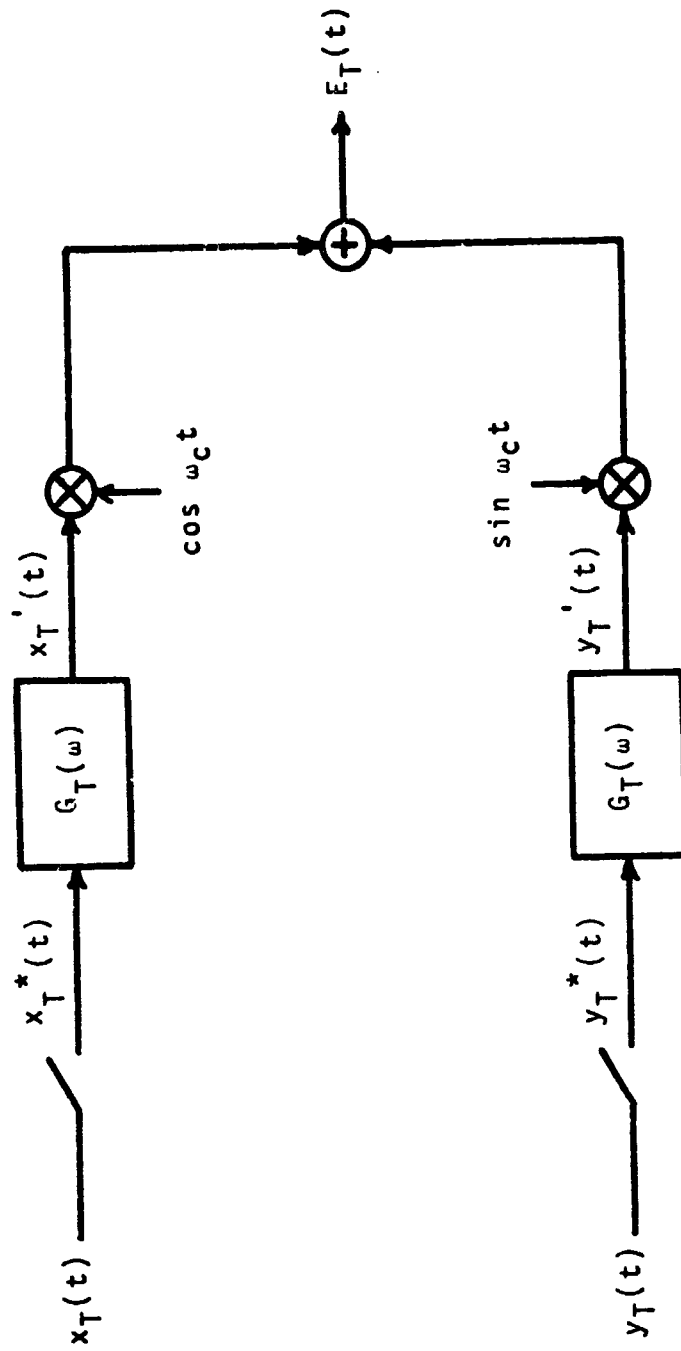 x_T(t)
x_T^*(t)
G_T(ω)
x_T'(t)
cos ω_c t
E_T(t)
y_T(t)
y_T^*(t)
G_T(ω)
y_T'(t)
sin ω_c t